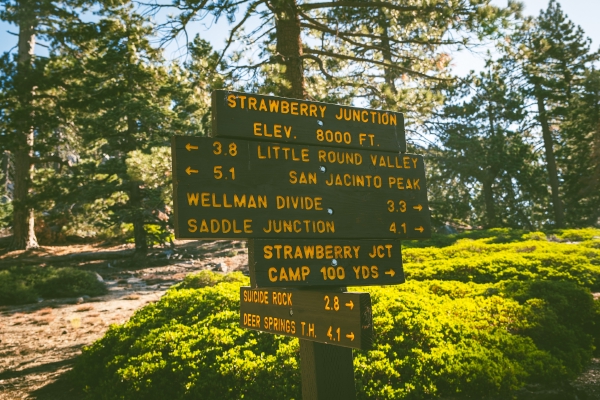 STRAWBERRY JUNCTION
ELEV. 8000 FT.
← 3.8 LITTLE ROUND VALLEY
← 5.1 SAN JACINTO PEAK
WELLMAN DIVIDE 3.3 →
SADDLE JUNCTION 4.1 →
STRAWBERRY JCT
CAMP 100 YDS →
SUICIDE ROCK 2.8 →
DEER SPRINGS T.H. 4.1 →